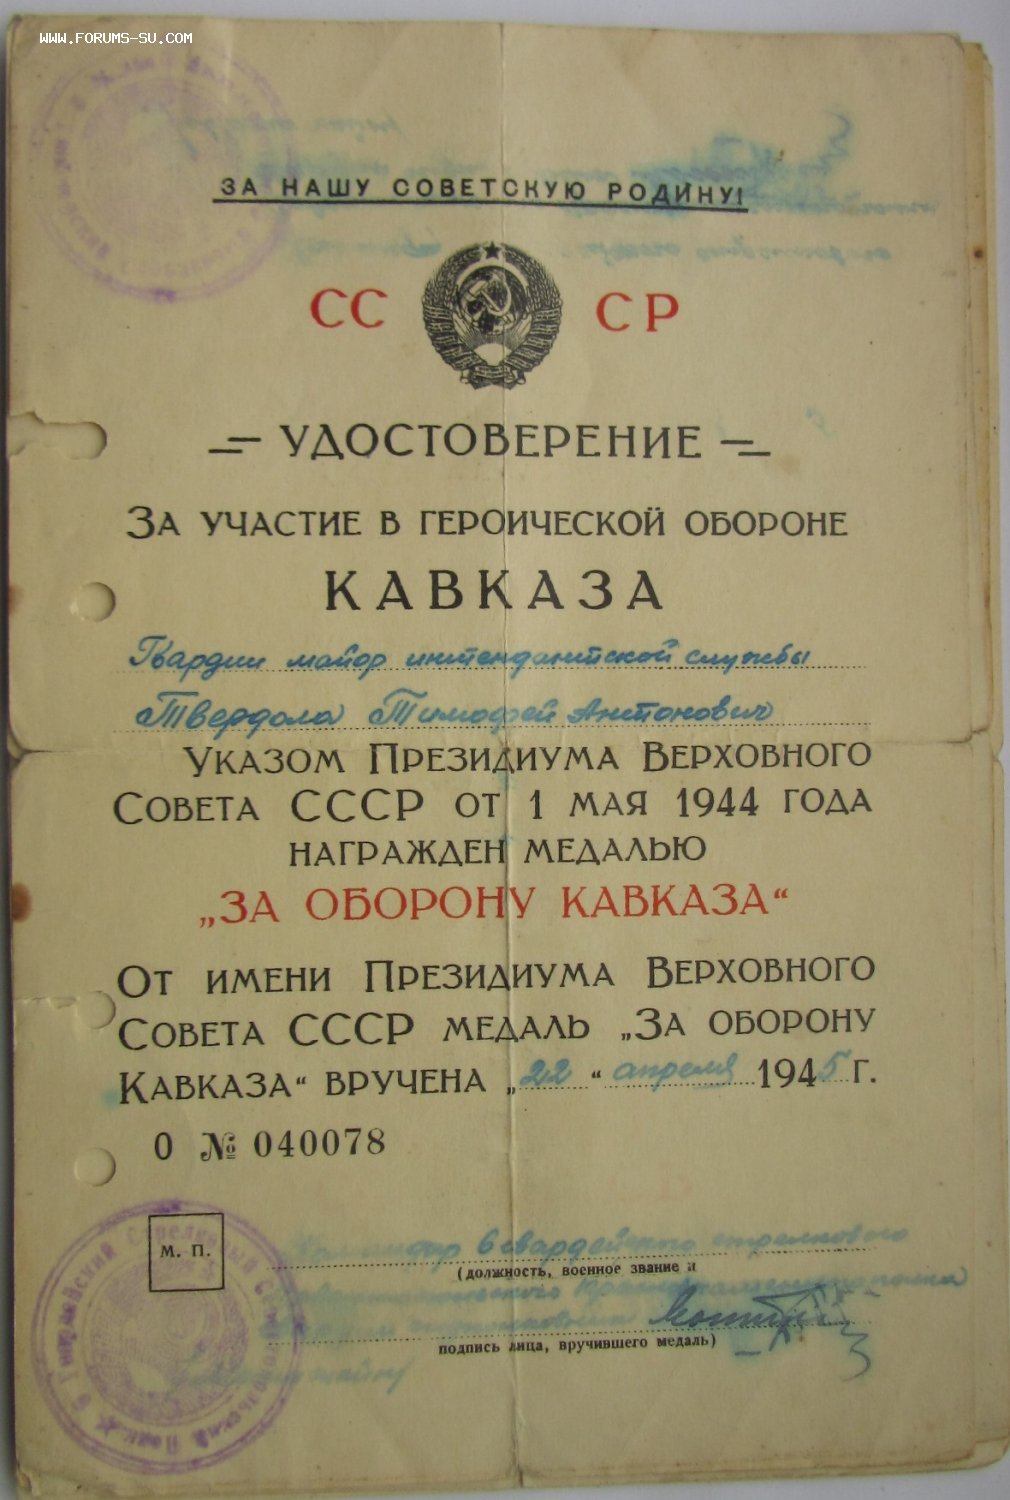 WWW.FORUMS-SU.COM
ЗА НАШУ СОВЕТСКУЮ РОДИНУ!
СС СР
УДОСТОВЕРЕНИЕ
ЗА УЧАСТИЕ В ГЕРОИЧЕСКОЙ ОБОРОНЕ
КАВКАЗА
Гвардии майор интендантской службы
Твердола Тимофей Антонович
УКАЗОМ ПРЕЗИДИУМА ВЕРХОВНОГО
СОВЕТА СССР ОТ 1 МАЯ 1944 ГОДА
НАГРАЖДЕН МЕДАЛЬЮ
„ЗА ОБОРОНУ КАВКАЗА“
ОТ ИМЕНИ ПРЕЗИДИУМА ВЕРХОВНОГО
СОВЕТА СССР МЕДАЛЬ „ЗА ОБОРОНУ
КАВКАЗА“ ВРУЧЕНА „22“ апреля 1945 Г.
О № 040078
М. П.
Командир 6 гвардейского стрелкового
(должность, военное звание и
подпись лица, вручившего медаль)